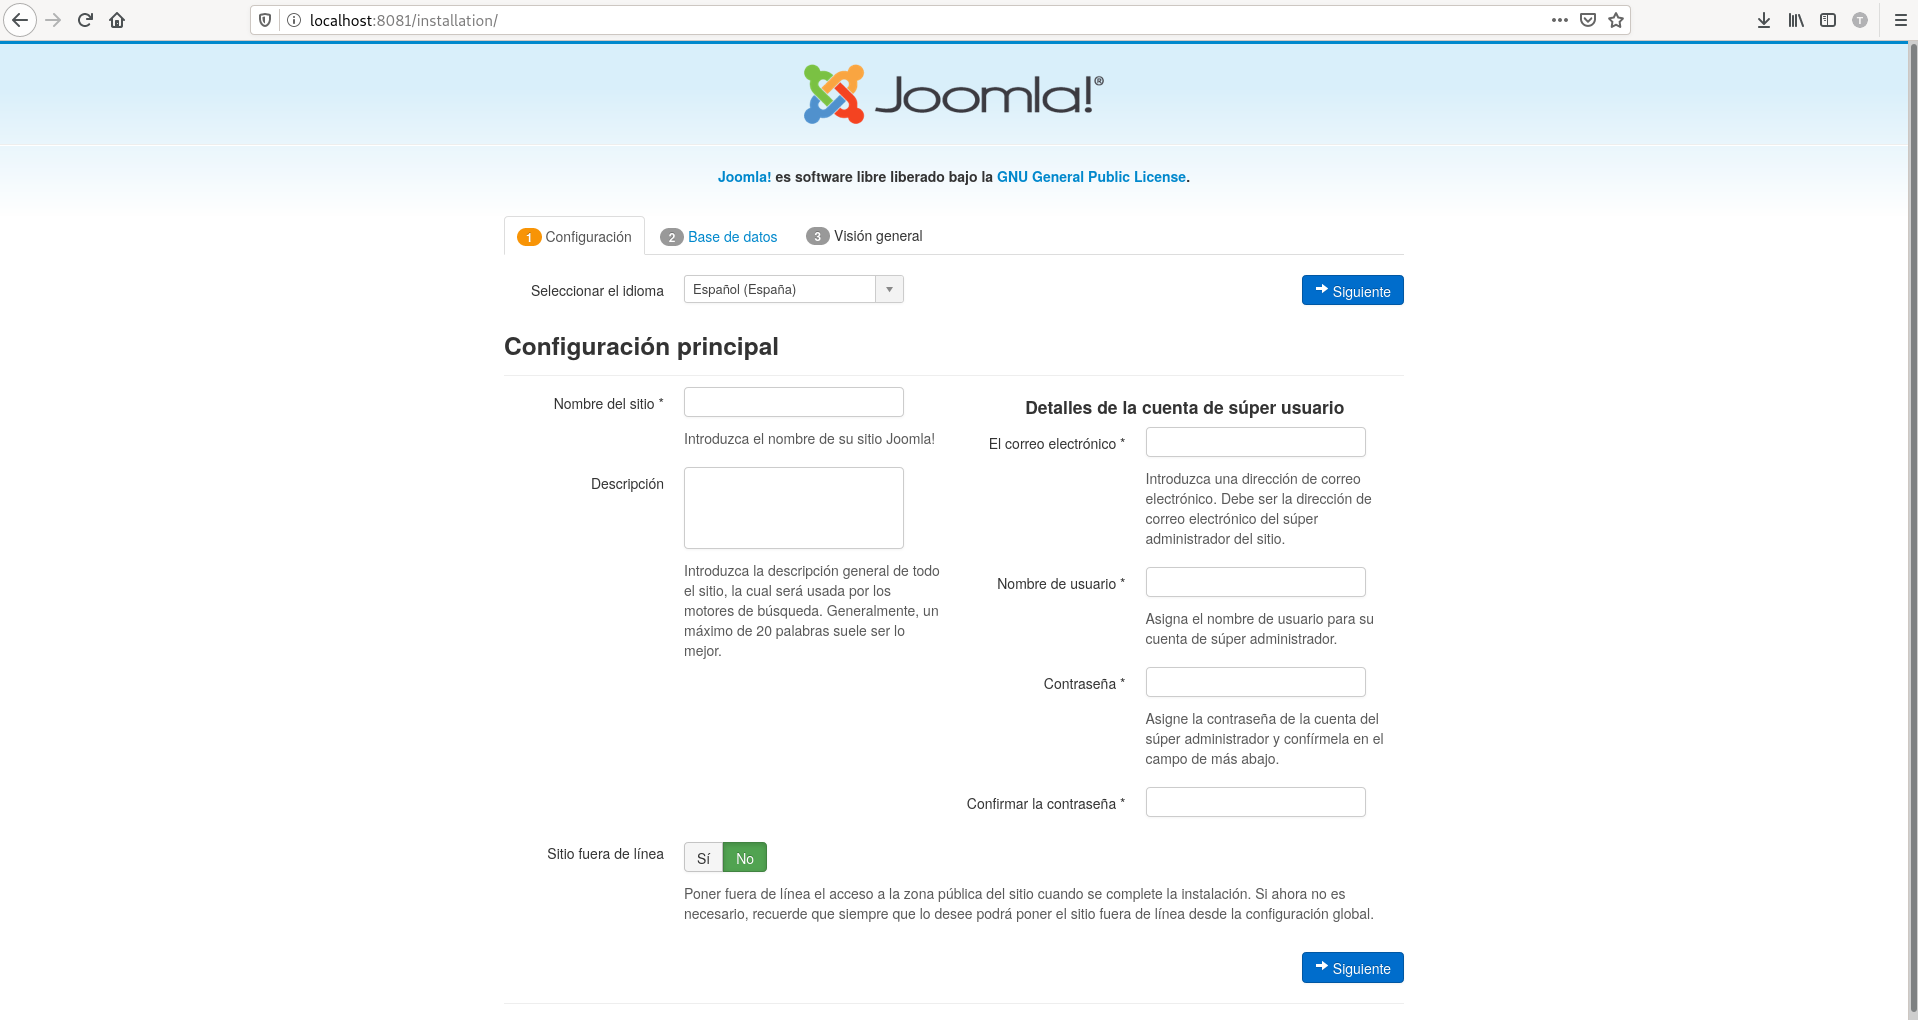 localhost:8081/installation/
T
Joomla!®
Joomla! es software libre liberado bajo la GNU General Public License.
1 Configuración
2 Base de datos
3 Visión general
Seleccionar el idioma
Español (España)
Siguiente
Configuración principal
Nombre del sitio *
Introduzca el nombre de su sitio Joomla!
Descripción
Introduzca la descripción general de todo
el sitio, la cual será usada por los
motores de búsqueda. Generalmente, un
máximo de 20 palabras suele ser lo
mejor.
Detalles de la cuenta de súper usuario
El correo electrónico *
Introduzca una dirección de correo
electrónico. Debe ser la dirección de
correo electrónico del súper
administrador del sitio.
Nombre de usuario *
Asigna el nombre de usuario para su
cuenta de súper administrador.
Contraseña *
Asigne la contraseña de la cuenta del
súper administrador y confírmela en el
campo de más abajo.
Confirmar la contraseña *
Sitio fuera de línea
Sí No
Poner fuera de línea el acceso a la zona pública del sitio cuando se complete la instalación. Si ahora no es
necesario, recuerde que siempre que lo desee podrá poner el sitio fuera de línea desde la configuración global.
Siguiente